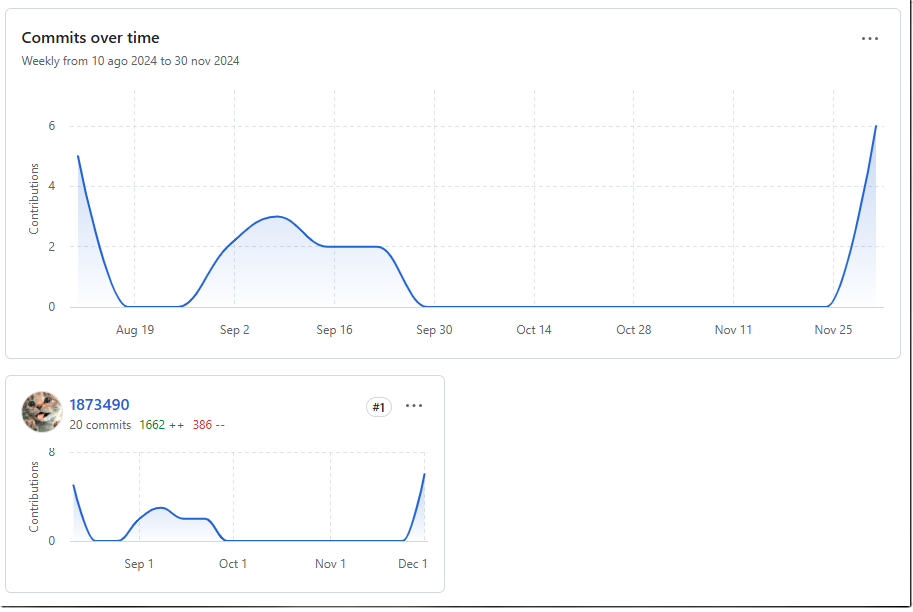 Commits over time
Weekly from 10 ago 2024 to 30 nov 2024
Contributions
6
4
2
0
Aug 19 Sep 2 Sep 16 Sep 30 Oct 14 Oct 28 Nov 11 Nov 25
1873490 #1
20 commits 1662 ++ 386 --
Contributions
8
0
Sep 1 Oct 1 Nov 1 Dec 1